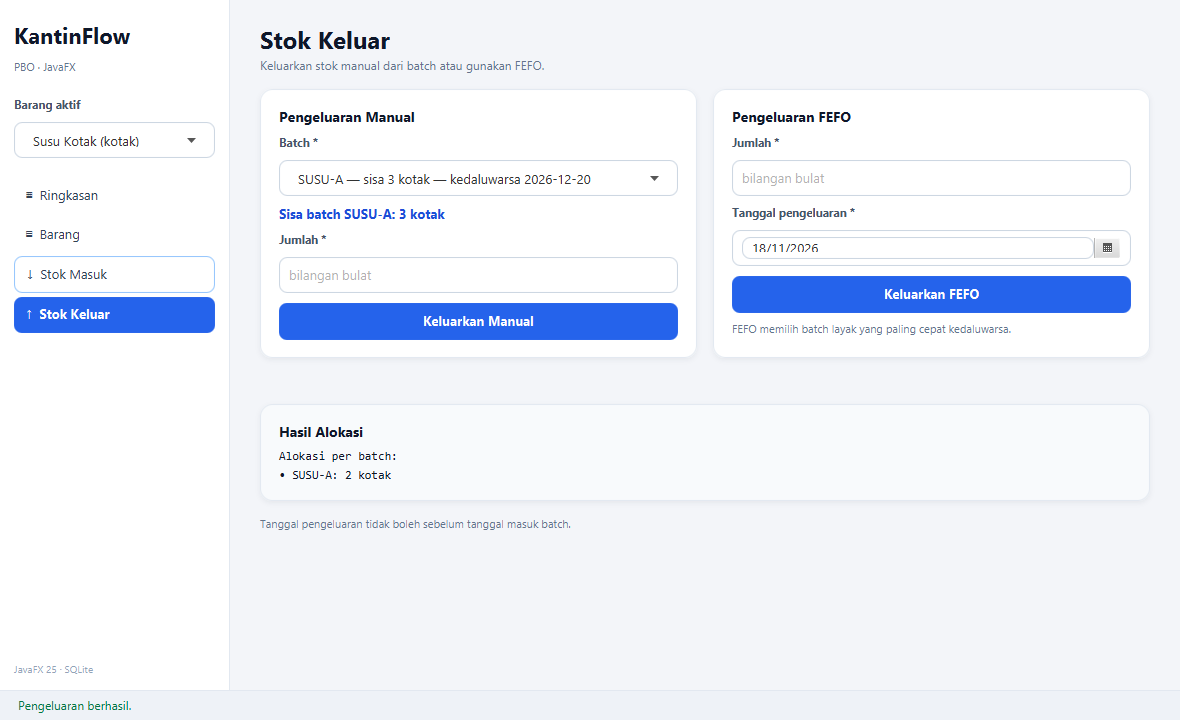 KantinFlow
PBO · JavaFX
Barang aktif
Susu Kotak (kotak)
≡ Ringkasan
≡ Barang
↓ Stok Masuk
↑ Stok Keluar
JavaFX 25 · SQLite
Stok Keluar
Keluarkan stok manual dari batch atau gunakan FEFO.
Pengeluaran Manual
Batch *
SUSU-A — sisa 3 kotak — kedaluwarsa 2026-12-20
Sisa batch SUSU-A: 3 kotak
Jumlah *
bilangan bulat
Keluarkan Manual
Pengeluaran FEFO
Jumlah *
bilangan bulat
Tanggal pengeluaran *
18/11/2026
Keluarkan FEFO
FEFO memilih batch layak yang paling cepat kedaluwarsa.
Hasil Alokasi
Alokasi per batch:
• SUSU-A: 2 kotak
Tanggal pengeluaran tidak boleh sebelum tanggal masuk batch.
Pengeluaran berhasil.